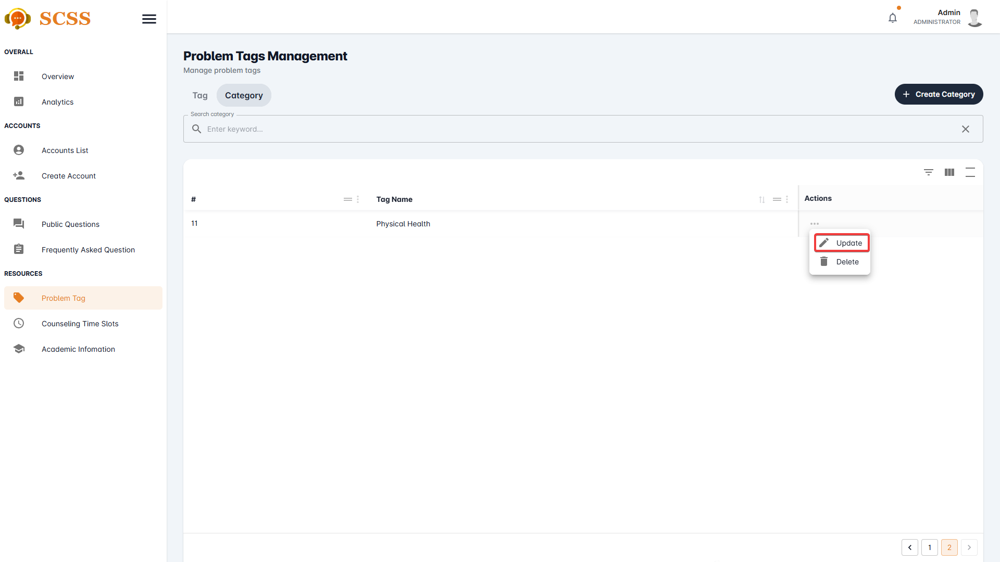 SCSS
Admin
ADMINISTRATOR
OVERALL
Overview
Analytics
ACCOUNTS
Accounts List
Create Account
QUESTIONS
Public Questions
Frequently Asked Question
RESOURCES
Problem Tag
Counseling Time Slots
Academic Infomation
Problem Tags Management
Manage problem tags
Tag Category
+ Create Category
Search category
Enter keyword...
# Tag Name Actions
11 Physical Health
Update
Delete
1 2